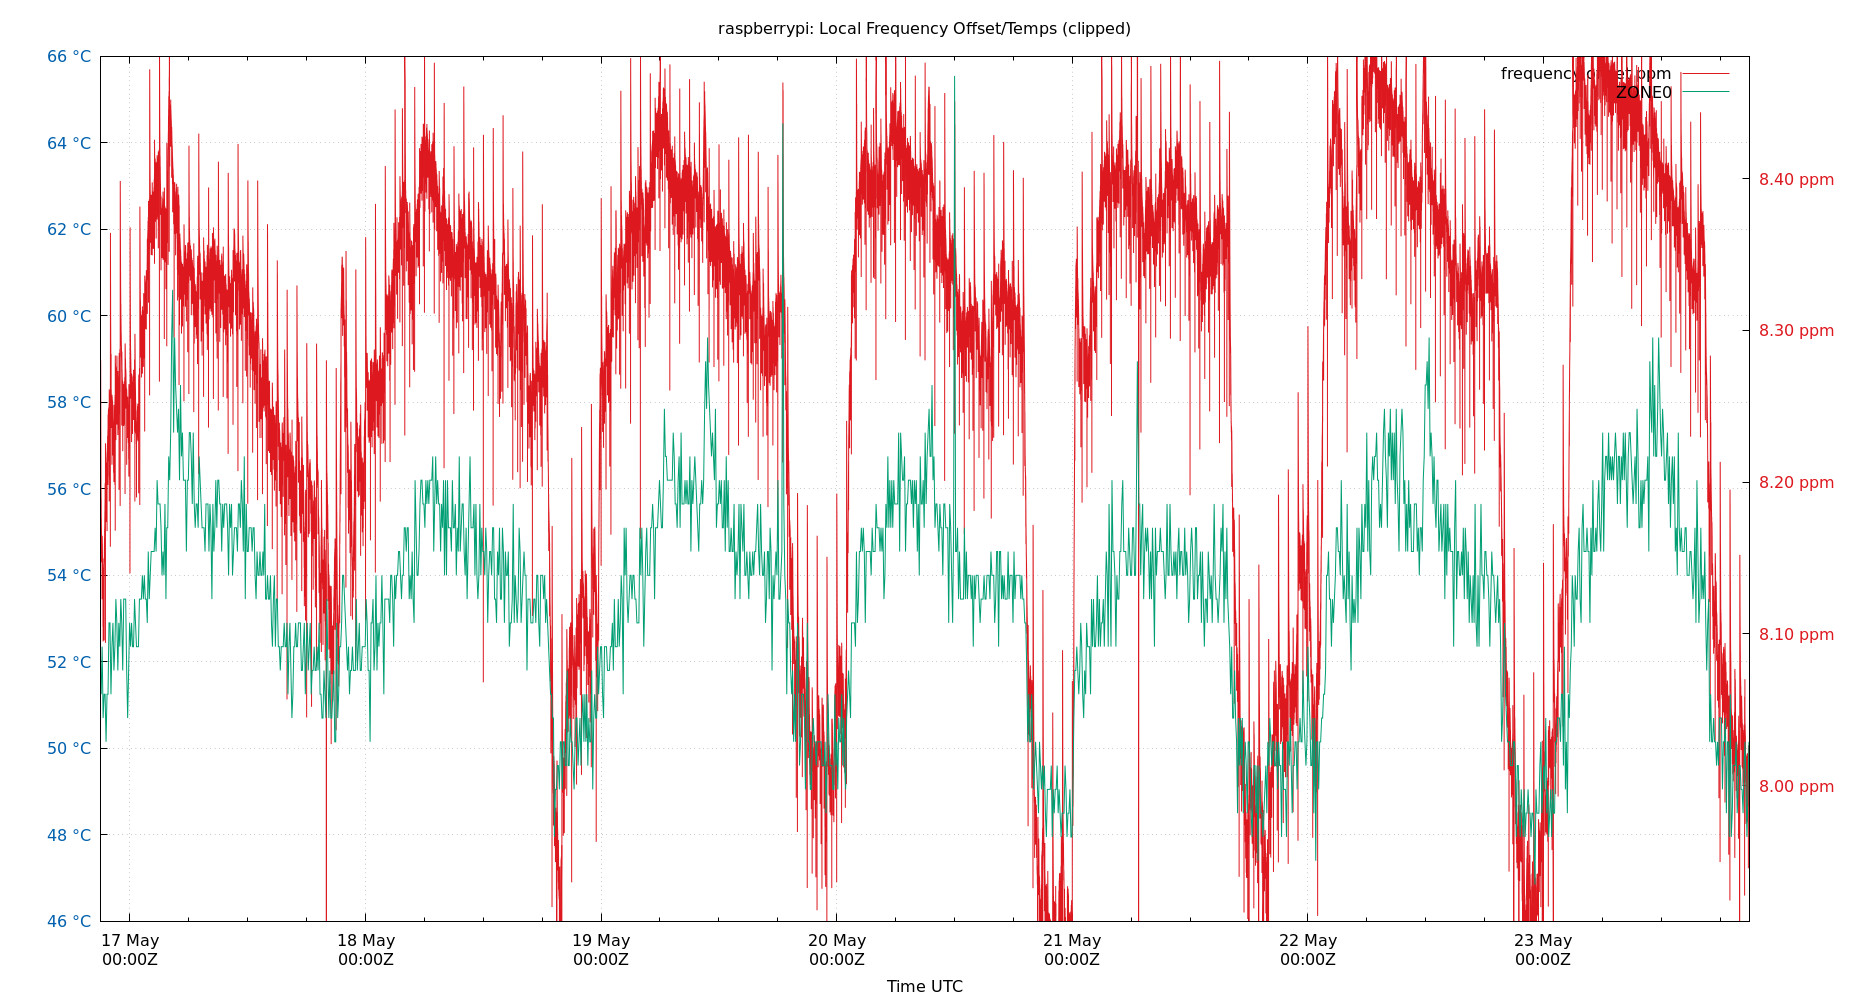 raspberrypi: Local Frequency Offset/Temps (clipped)
66 °C
64 °C
62 °C
60 °C
58 °C
56 °C
54 °C
52 °C
50 °C
48 °C
46 °C
frequency offset ppm
ZONE0
8.40 ppm
8.30 ppm
8.20 ppm
8.10 ppm
8.00 ppm
17 May
00:00Z
18 May
00:00Z
19 May
00:00Z
20 May
00:00Z
21 May
00:00Z
22 May
00:00Z
23 May
00:00Z
Time UTC